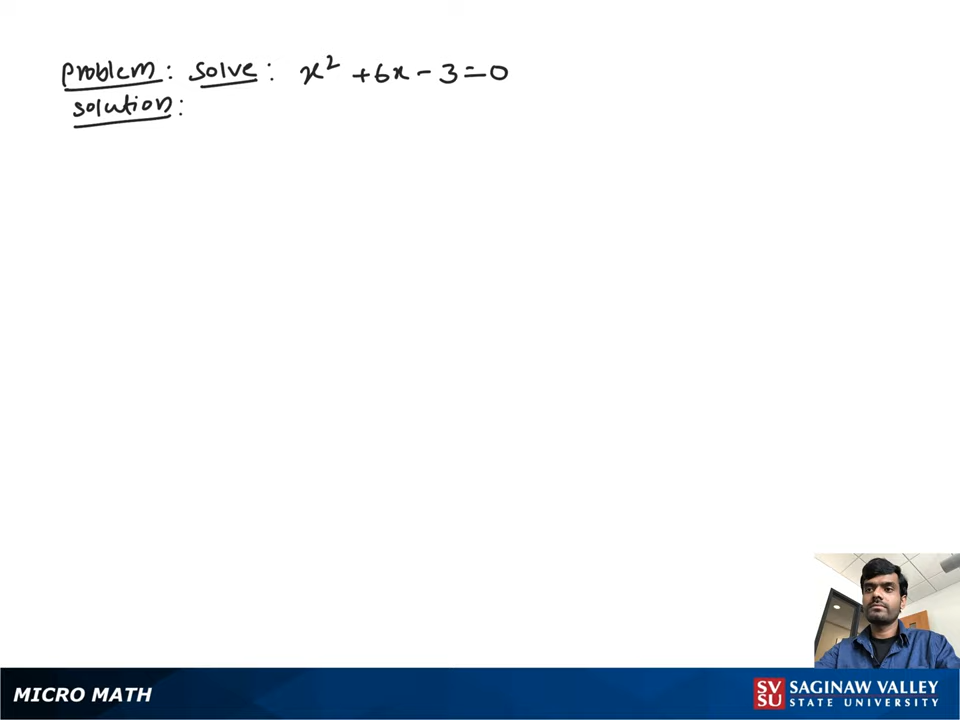 problem: solve: x² + 6x - 3 = 0
solution:
MICRO MATH
SV
SU
SAGINAW VALLEY
STATE UNIVERSITY